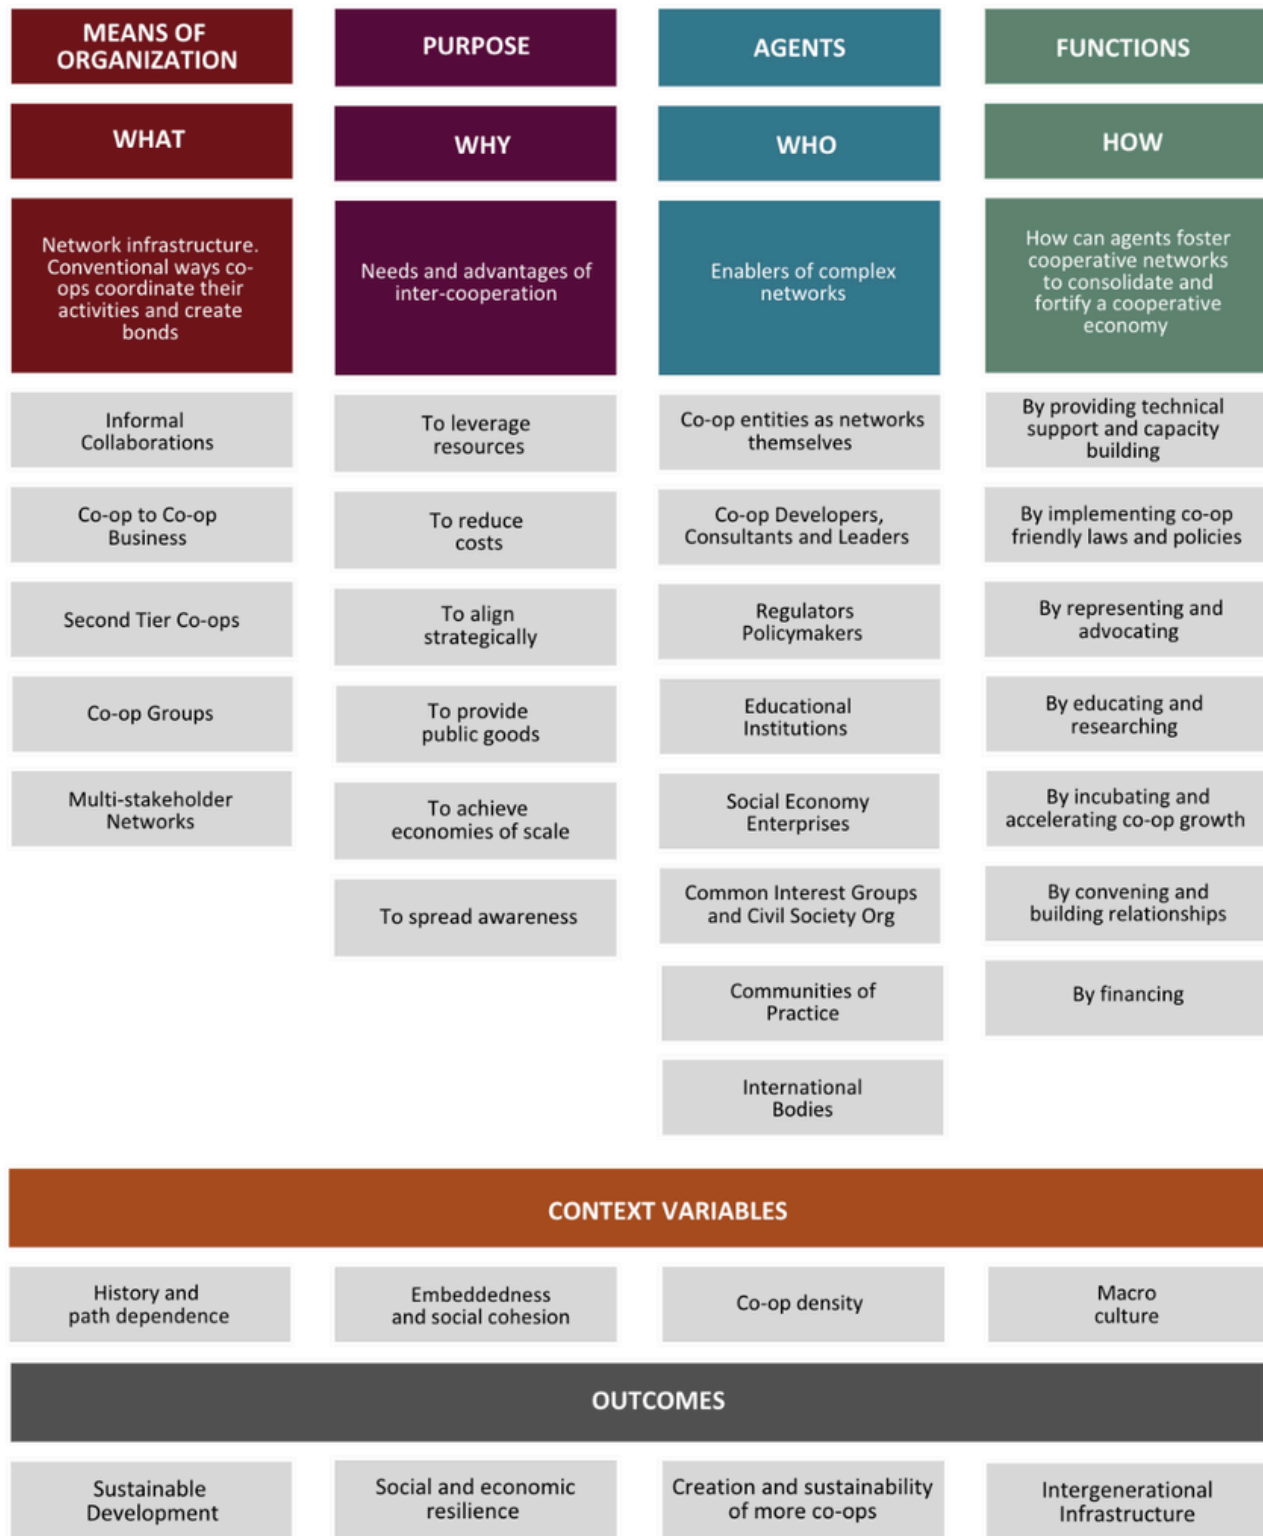 MEANS OF
ORGANIZATION
WHAT
Network infrastructure.
Conventional ways co-
ops coordinate their
activities and create
bonds
Informal
Collaborations
Co-op to Co-op
Business
Second Tier Co-ops
Co-op Groups
Multi-stakeholder
Networks
PURPOSE
WHY
Needs and advantages of
inter-cooperation
To leverage
resources
To reduce
costs
To align
strategically
To provide
public goods
To achieve
economies of scale
To spread awareness
AGENTS
WHO
Enablers of complex
networks
Co-op entities as networks
themselves
Co-op Developers,
Consultants and Leaders
Regulators
Policymakers
Educational
Institutions
Social Economy
Enterprises
Common Interest Groups
and Civil Society Org
Communities of
Practice
International
Bodies
FUNCTIONS
HOW
How can agents foster
cooperative networks
to consolidate and
fortify a cooperative
economy
By providing technical
support and capacity
building
By implementing co-op
friendly laws and policies
By representing and
advocating
By educating and
researching
By incubating and
accelerating co-op growth
By convening and
building relationships
By financing
CONTEXT VARIABLES
History and
path dependence
Embeddedness
and social cohesion
Co-op density
Macro
culture
OUTCOMES
Sustainable
Development
Social and economic
resilience
Creation and sustainability
of more co-ops
Intergenerational
Infrastructure